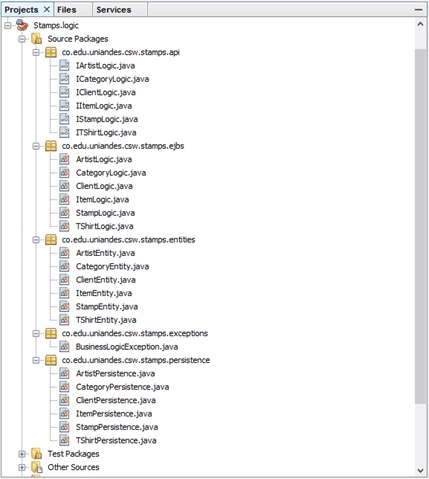 Projects Files Services
Stamps.logic
Source Packages
co.edu.uniandes.csw.stamps.api
IArtistLogic.java
ICategoryLogic.java
IClientLogic.java
IItemLogic.java
IStampLogic.java
ITShirtLogic.java
co.edu.uniandes.csw.stamps.ejbs
ArtistLogic.java
CategoryLogic.java
ClientLogic.java
ItemLogic.java
StampLogic.java
TShirtLogic.java
co.edu.uniandes.csw.stamps.entities
ArtistEntity.java
CategoryEntity.java
ClientEntity.java
ItemEntity.java
StampEntity.java
TShirtEntity.java
co.edu.uniandes.csw.stamps.exceptions
BusinessLogicException.java
co.edu.uniandes.csw.stamps.persistence
ArtistPersistence.java
CategoryPersistence.java
ClientPersistence.java
ItemPersistence.java
StampPersistence.java
TShirtPersistence.java
Test Packages
Other Sources